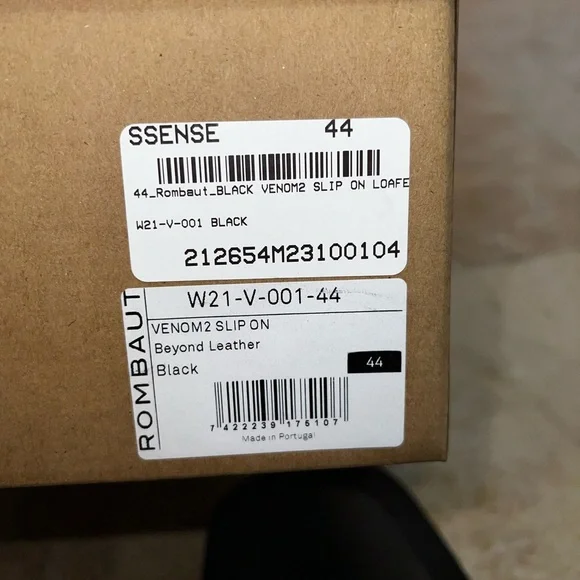 SSENSE 44
44_Rombaut_BLACK VENOM2 SLIP ON LOAFE
W21-V-001 BLACK
212654M23100104
ROMBAUT
W21-V-001-44
VENOM2 SLIP ON
Beyond Leather
Black 44
7 422239 175107
Made in Portugal